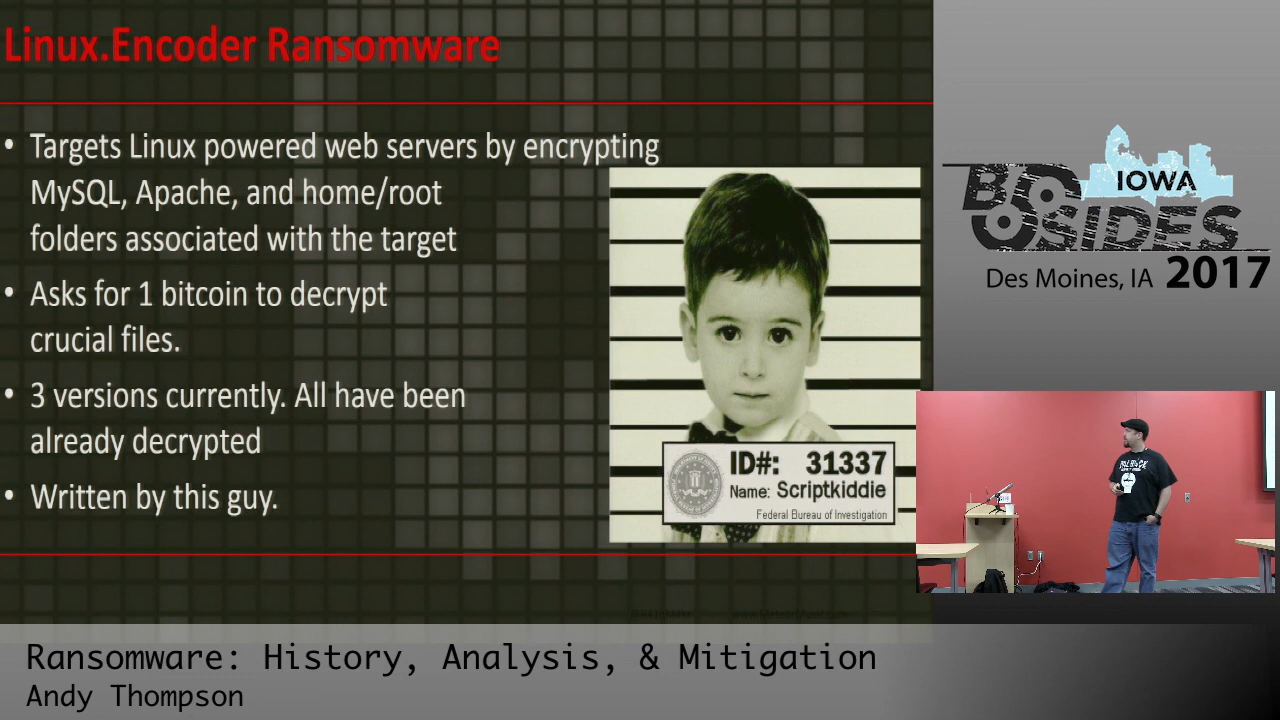 Linux.Encoder Ransomware
• Targets Linux powered web servers by encrypting
MySQL, Apache, and home/root
folders associated with the target
• Asks for 1 bitcoin to decrypt
crucial files.
• 3 versions currently. All have been
already decrypted
• Written by this guy.
ID#: 31337
Name: Scriptkiddie
Federal Bureau of Investigation
IOWA
BSIDES
Des Moines, IA 2017
Ransomware: History, Analysis, & Mitigation
Andy Thompson